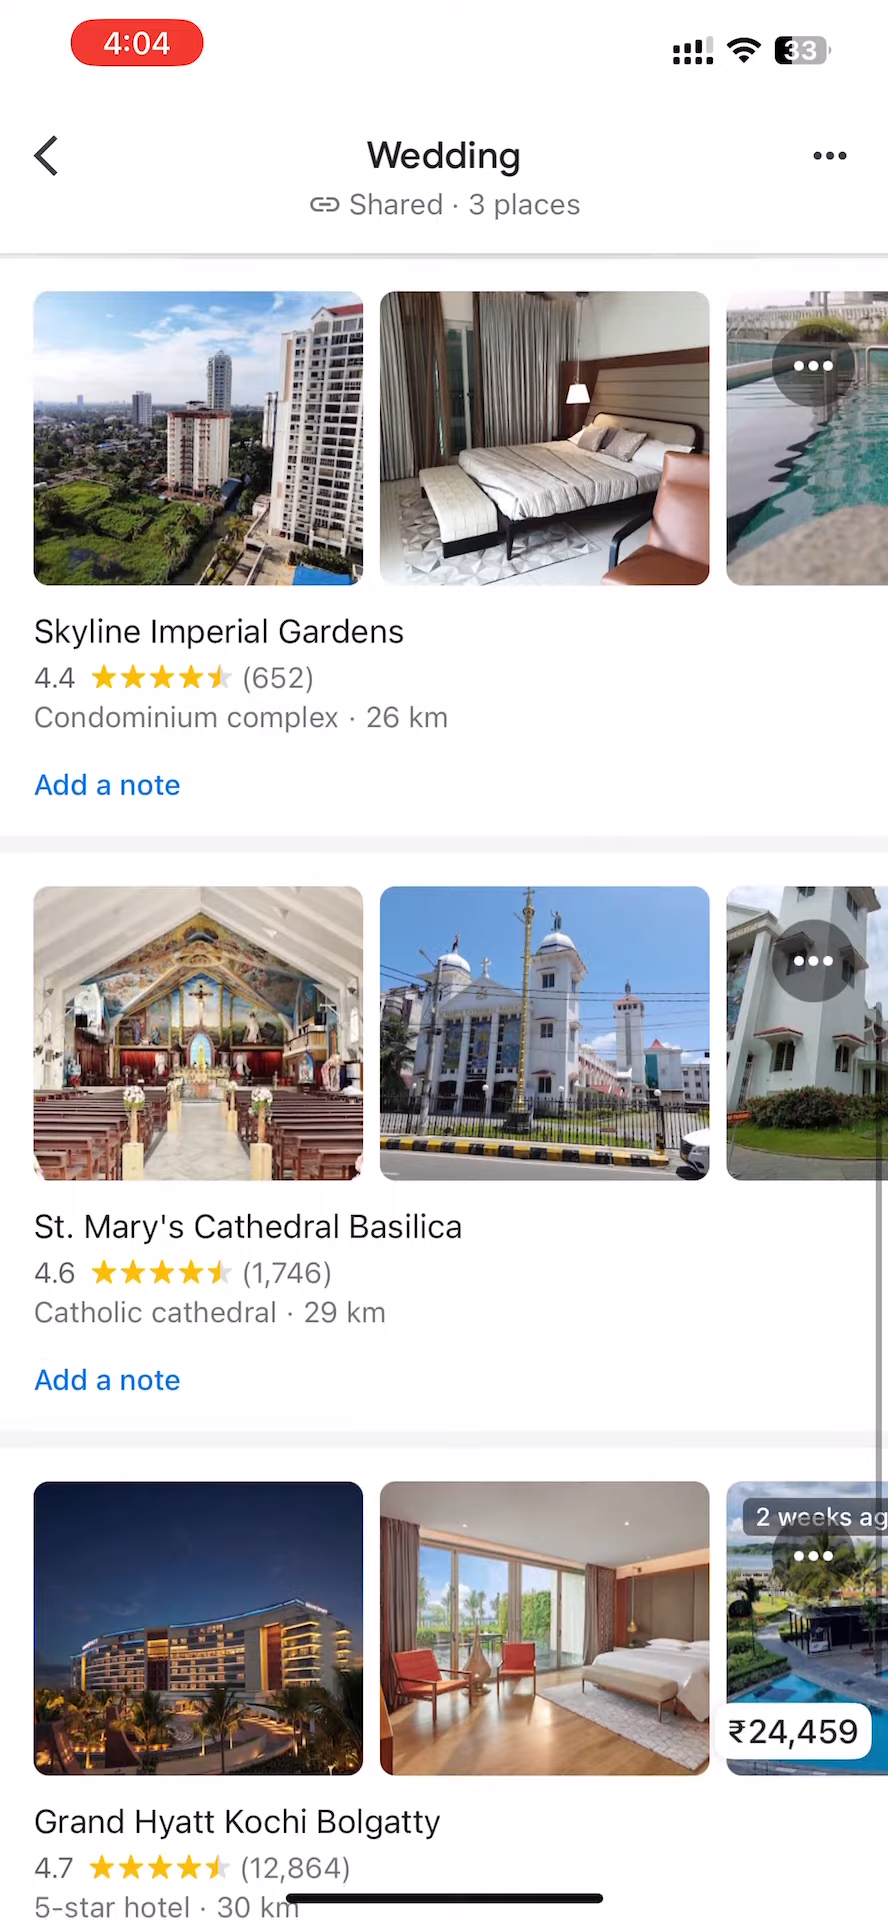 4:04
33
Wedding
Shared · 3 places
Skyline Imperial Gardens
4.4 (652)
Condominium complex · 26 km
Add a note
St. Mary's Cathedral Basilica
4.6 (1,746)
Catholic cathedral · 29 km
Add a note
2 weeks ag
₹24,459
Grand Hyatt Kochi Bolgatty
4.7 (12,864)
5-star hotel · 30 km